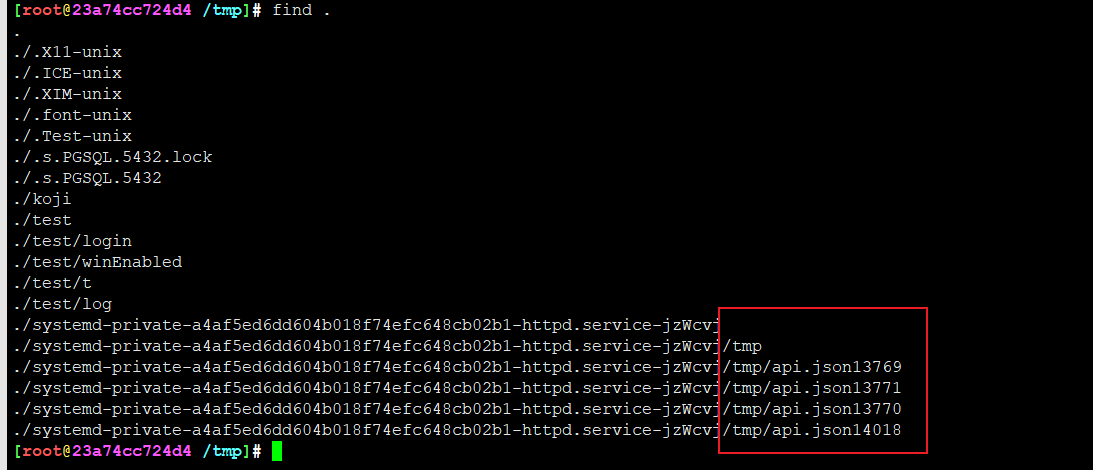 [root@23a74cc724d4 /tmp]# find .
.
./.X11-unix
./.ICE-unix
./.XIM-unix
./.font-unix
./.Test-unix
./.s.PGSQL.5432.lock
./.s.PGSQL.5432
./koji
./test
./test/login
./test/winEnabled
./test/t
./test/log
./systemd-private-a4af5ed6dd604b018f74efc648cb02b1-httpd.service-jzWcvj
./systemd-private-a4af5ed6dd604b018f74efc648cb02b1-httpd.service-jzWcvj/tmp
./systemd-private-a4af5ed6dd604b018f74efc648cb02b1-httpd.service-jzWcvj/tmp/api.json13769
./systemd-private-a4af5ed6dd604b018f74efc648cb02b1-httpd.service-jzWcvj/tmp/api.json13771
./systemd-private-a4af5ed6dd604b018f74efc648cb02b1-httpd.service-jzWcvj/tmp/api.json13770
./systemd-private-a4af5ed6dd604b018f74efc648cb02b1-httpd.service-jzWcvj/tmp/api.json14018
[root@23a74cc724d4 /tmp]#